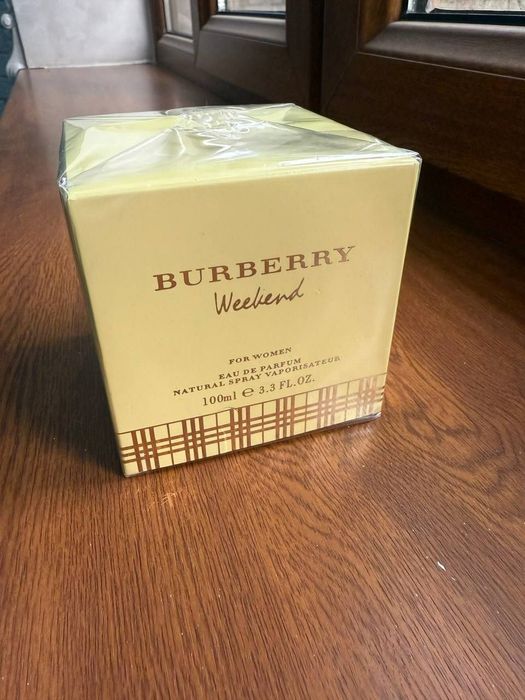 BURBERRY
Weekend
FOR WOMEN
EAU DE PARFUM
NATURAL SPRAY VAPORISATEUR
100ml ℮ 3.3 FL.OZ.